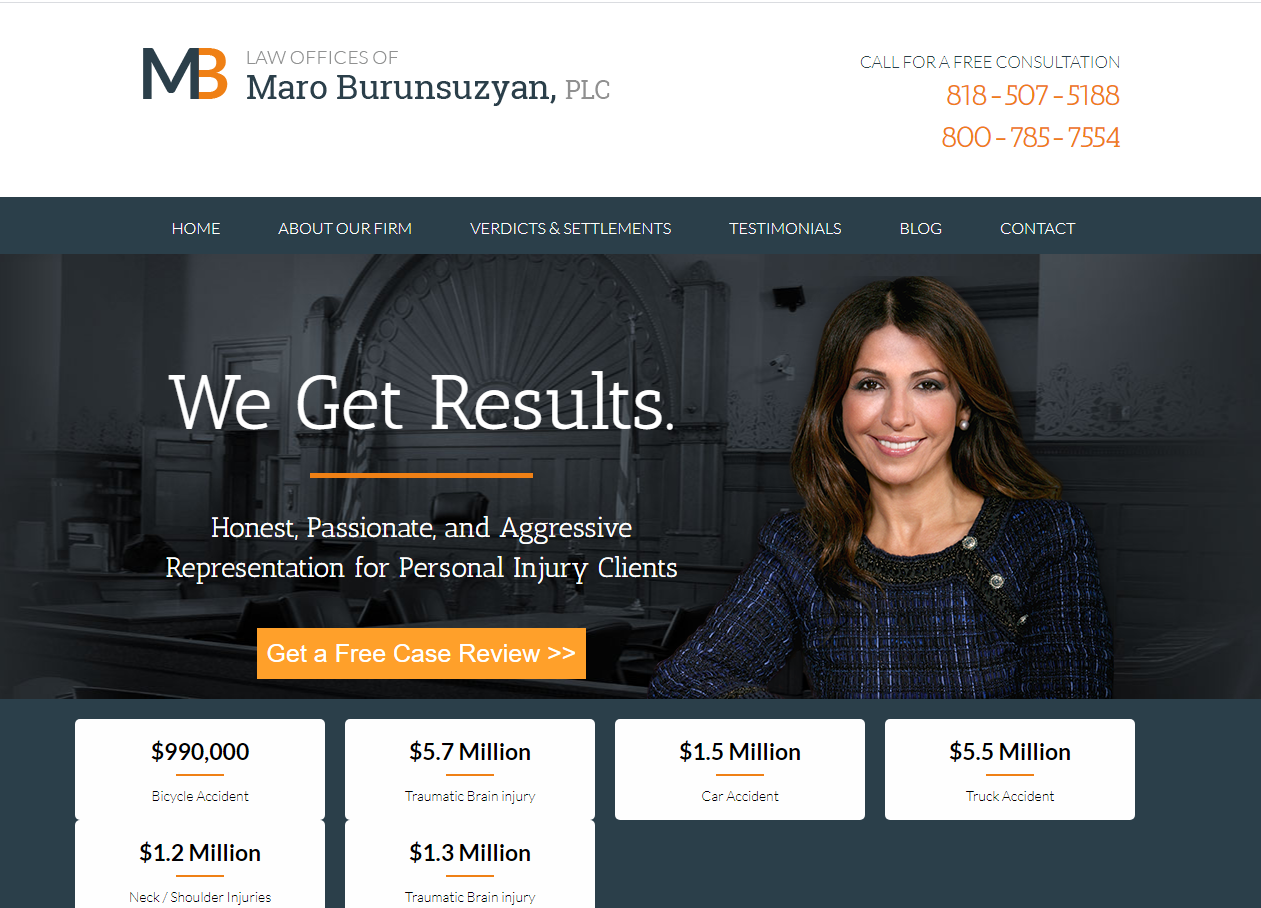 MB
LAW OFFICES OF
Maro Burunsuzyan, PLC
CALL FOR A FREE CONSULTATION
818-507-5188
800-785-7554
HOME ABOUT OUR FIRM VERDICTS & SETTLEMENTS TESTIMONIALS BLOG CONTACT
We Get Results.
Honest, Passionate, and Aggressive
Representation for Personal Injury Clients
Get a Free Case Review >>
$990,000
Bicycle Accident
$5.7 Million
Traumatic Brain injury
$1.5 Million
Car Accident
$5.5 Million
Truck Accident
$1.2 Million
Neck / Shoulder Injuries
$1.3 Million
Traumatic Brain injury